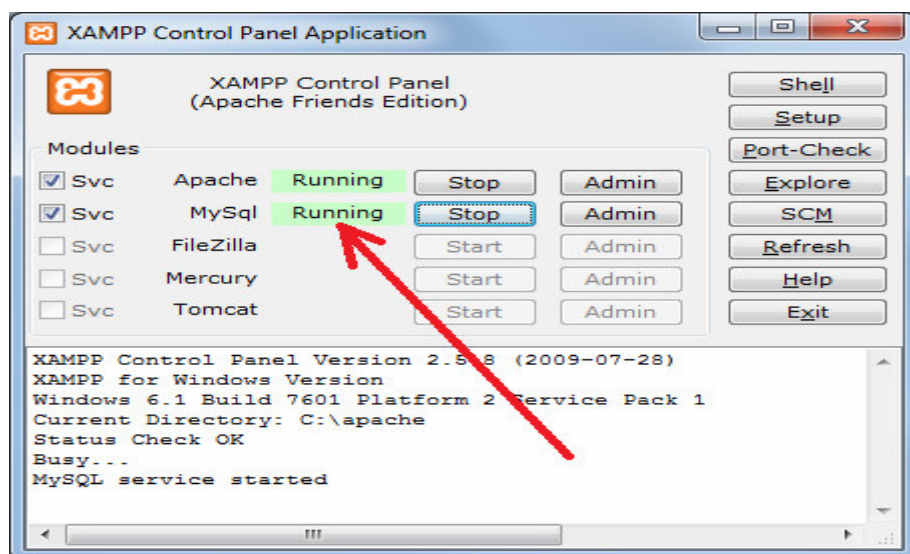 XAMPP Control Panel Application
XAMPP Control Panel
(Apache Friends Edition)
Shell
Setup
Port-Check
Explore
SCM
Refresh
Help
Exit
Modules
Svc Apache Running Stop Admin
Svc MySql Running Stop Admin
Svc FileZilla Start Admin
Svc Mercury Start Admin
Svc Tomcat Start Admin
XAMPP Control Panel Version 2.5.8 (2009-07-28)
XAMPP for Windows Version
Windows 6.1 Build 7601 Platform 2 Service Pack 1
Current Directory: C:\apache
Status Check OK
Busy...
MySQL service started